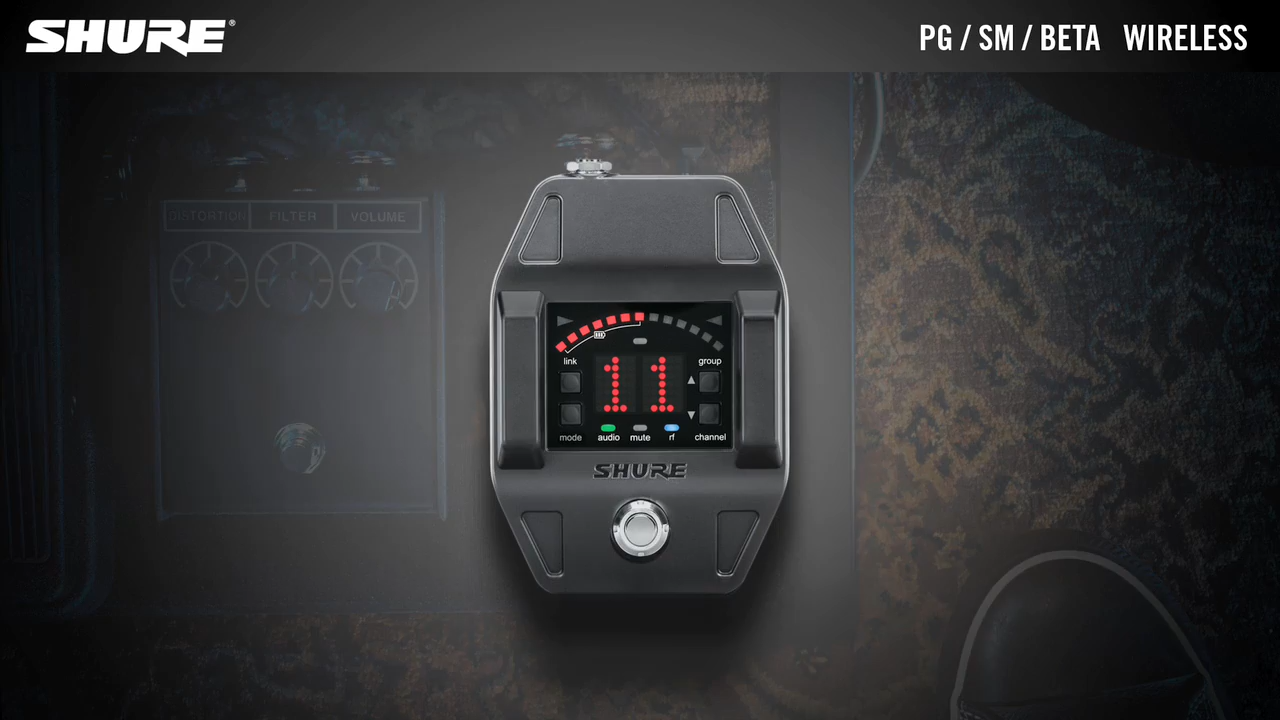 SHURE®
PG / SM / BETA WIRELESS
DISTORTION FILTER VOLUME
link
group
11
mode
audio
mute
rf
channel
SHURE